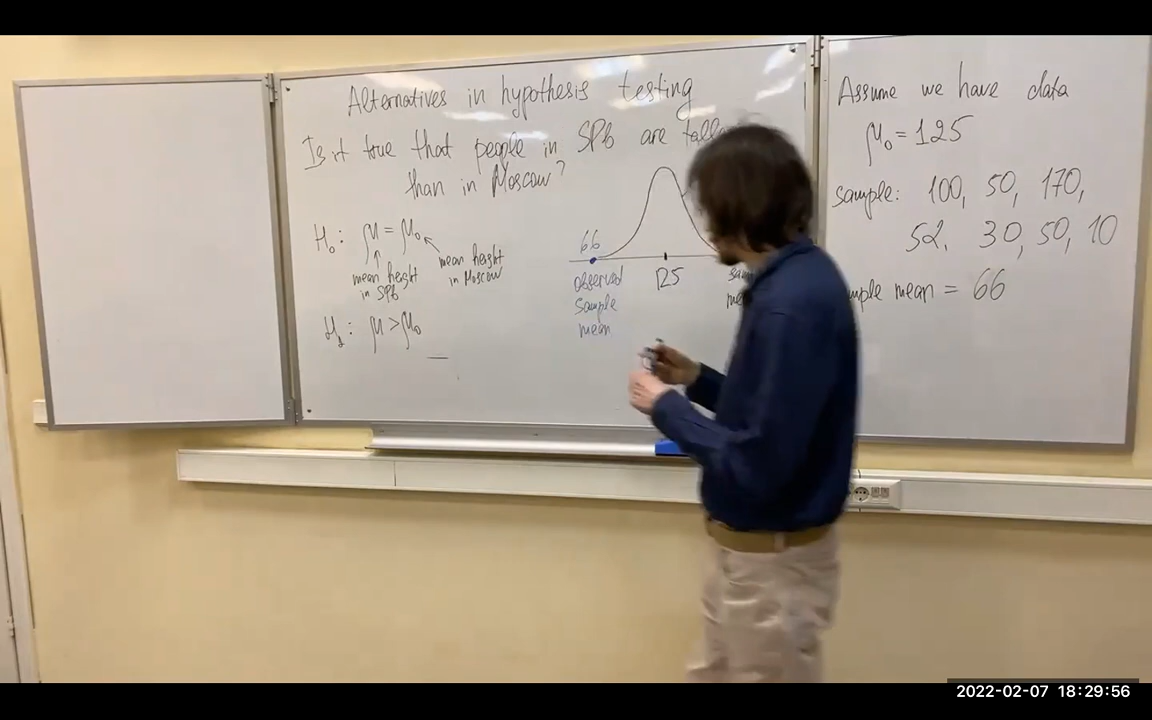 Alternatives in hypothesis testing
Is it true that people in SPb are
than in Moscow?
H₀: μ = μ₀
mean height
in SPb
mean height
in Moscow
H₁: μ > μ₀
66
observed
sample
mean
125
Assume we have data
μ₀ = 125
sample: 100, 50, 170,
52, 30, 50, 10
mean = 66
2022-02-07 18:29:56